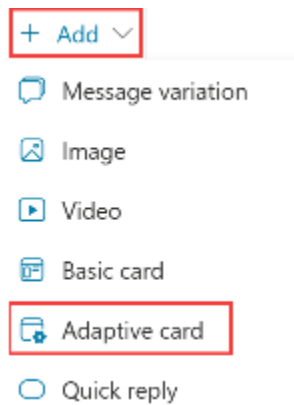 + Add
Message variation
Image
Video
Basic card
Adaptive card
Quick reply